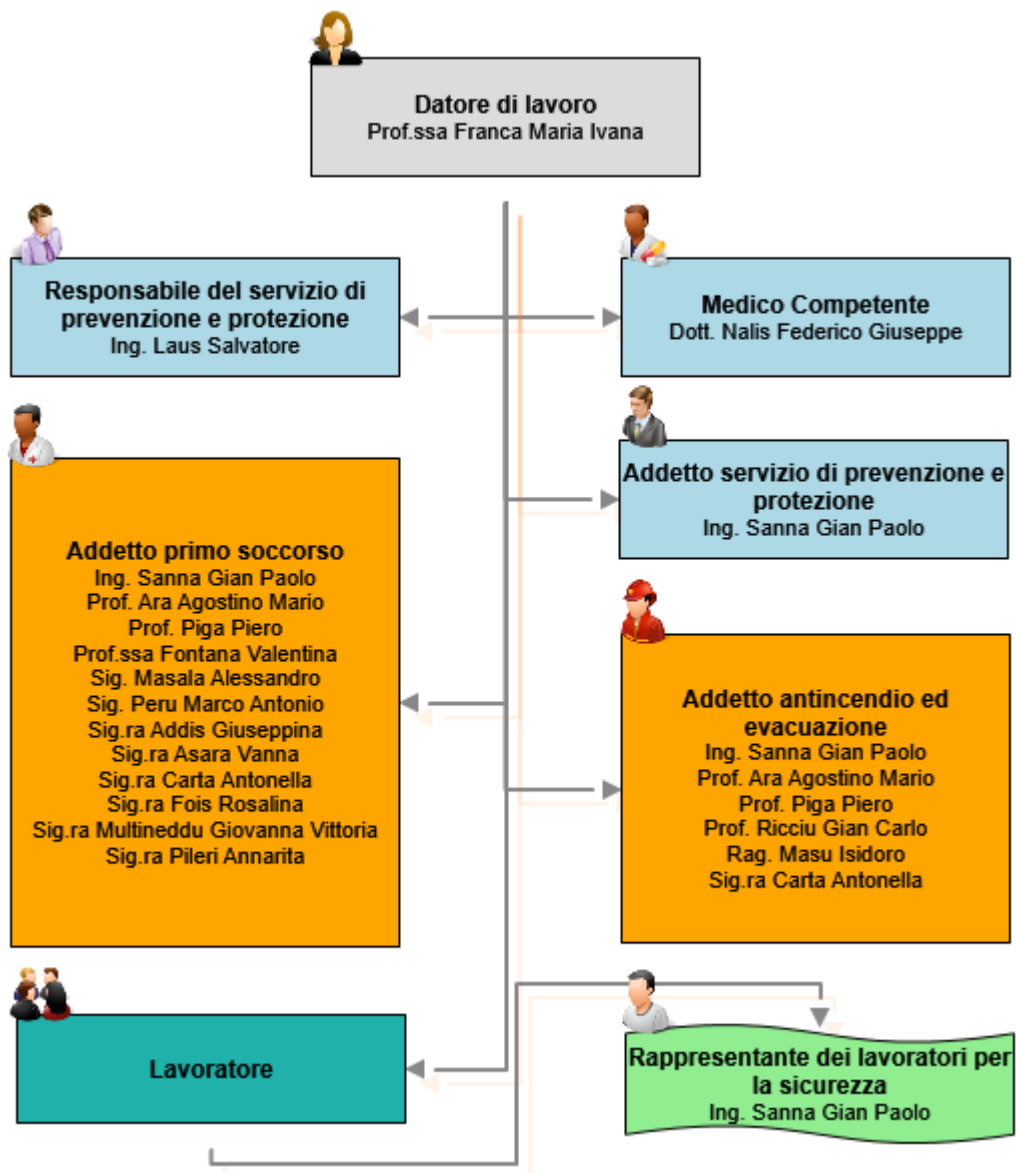 Datore di lavoro
Prof.ssa Franca Maria Ivana
Responsabile del servizio di
prevenzione e protezione
Ing. Laus Salvatore
Medico Competente
Dott. Nalis Federico Giuseppe
Addetto servizio di prevenzione e
protezione
Ing. Sanna Gian Paolo
Addetto primo soccorso
Ing. Sanna Gian Paolo
Prof. Ara Agostino Mario
Prof. Piga Piero
Prof.ssa Fontana Valentina
Sig. Masala Alessandro
Sig. Peru Marco Antonio
Sig.ra Addis Giuseppina
Sig.ra Asara Vanna
Sig.ra Carta Antonella
Sig.ra Fois Rosalina
Sig.ra Multineddu Giovanna Vittoria
Sig.ra Pileri Annarita
Addetto antincendio ed
evacuazione
Ing. Sanna Gian Paolo
Prof. Ara Agostino Mario
Prof. Piga Piero
Prof. Ricciu Gian Carlo
Rag. Masu Isidoro
Sig.ra Carta Antonella
Lavoratore
Rappresentante dei lavoratori per
la sicurezza
Ing. Sanna Gian Paolo